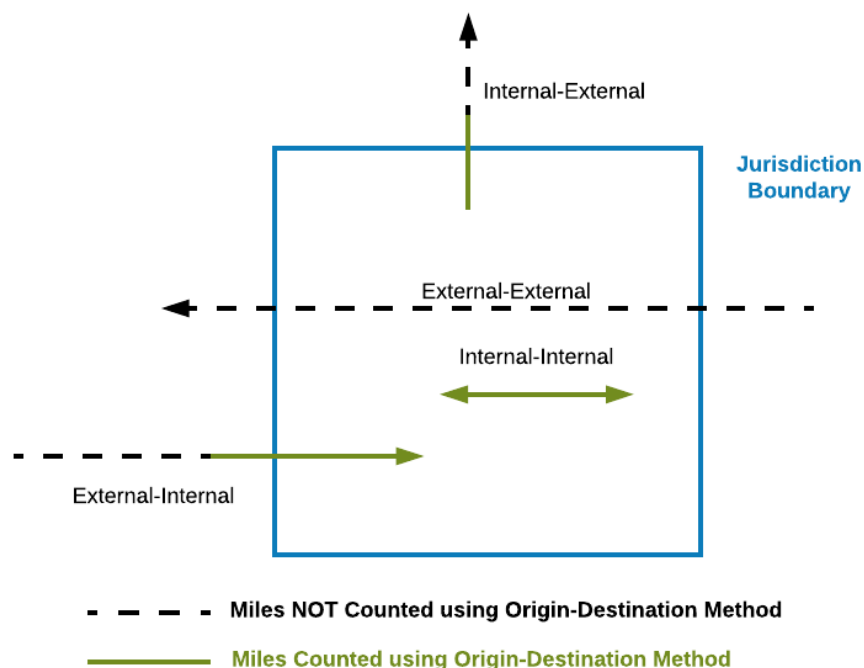 Internal-External
Jurisdiction
Boundary
External-External
Internal-Internal
External-Internal
Miles NOT Counted using Origin-Destination Method
Miles Counted using Origin-Destination Method